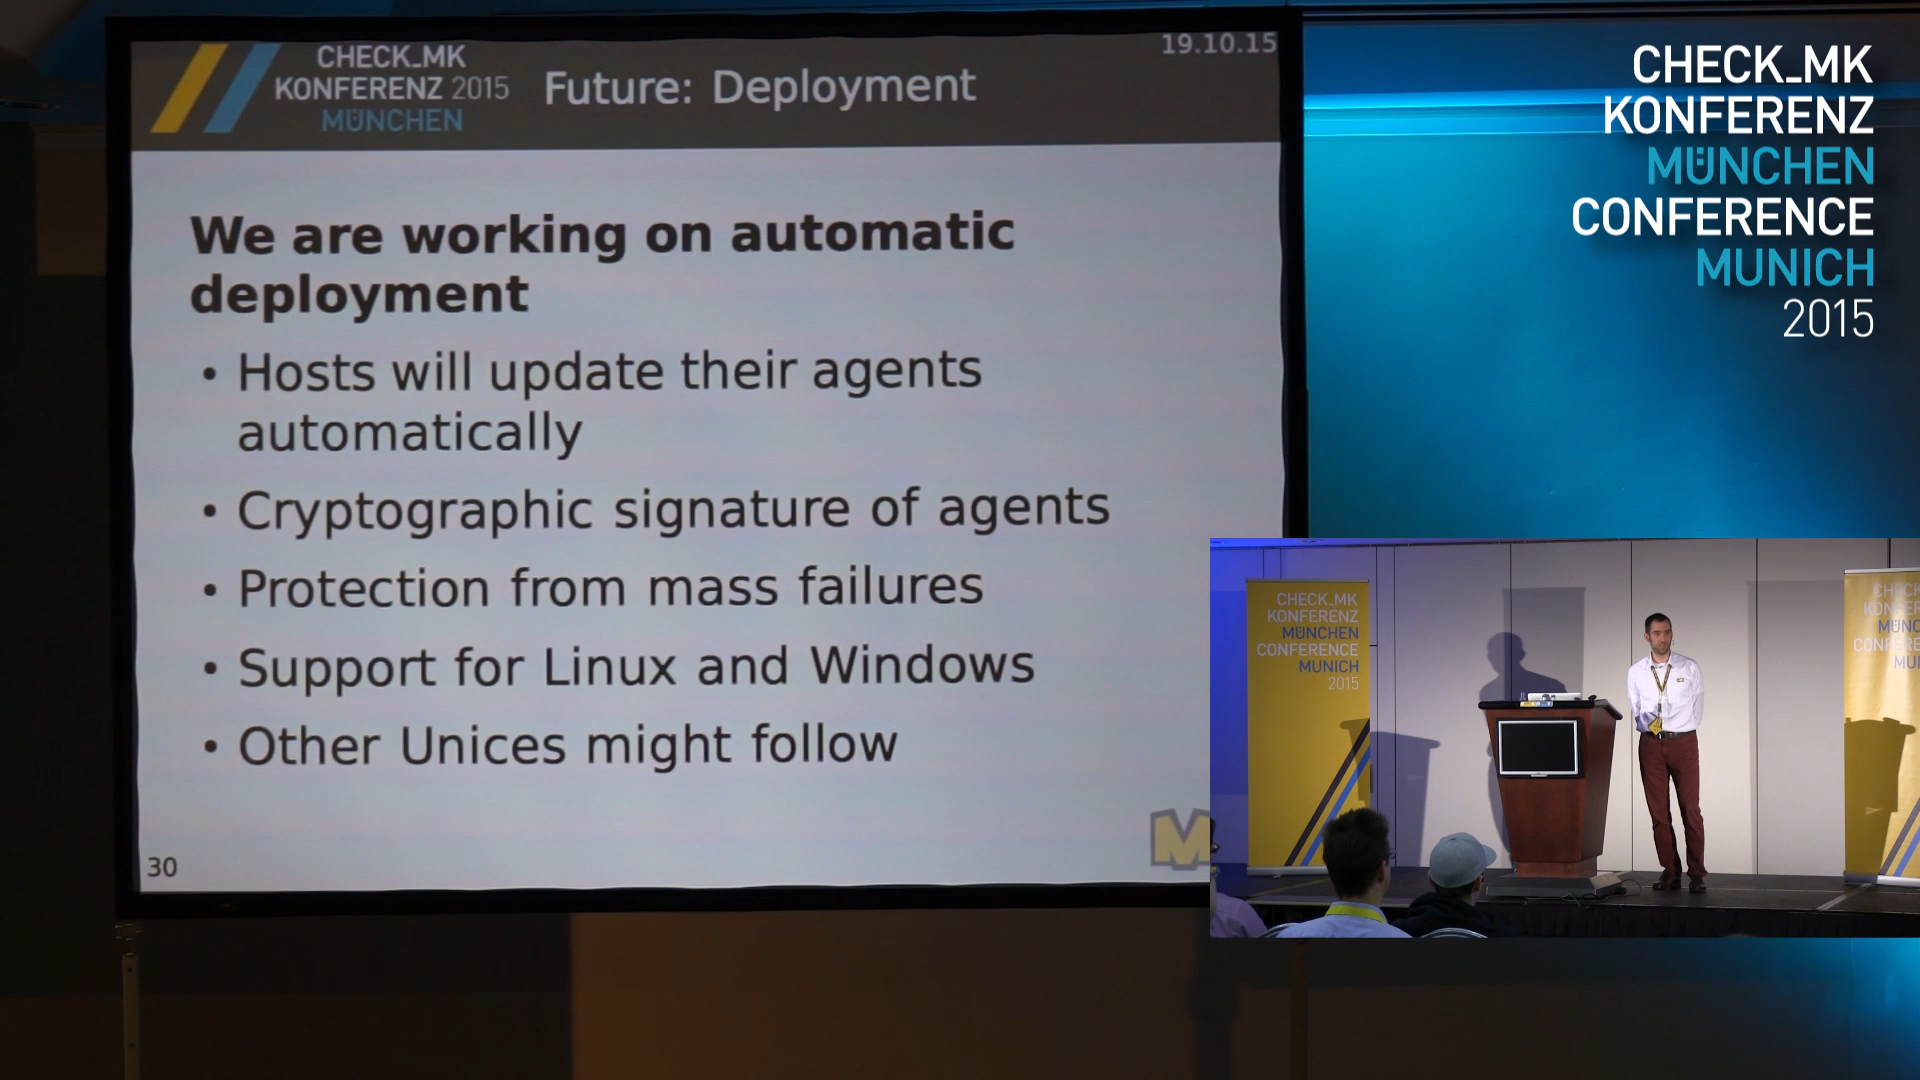 CHECK_MK
KONFERENZ 2015
MÜNCHEN
Future: Deployment
19.10.15
We are working on automatic
deployment
• Hosts will update their agents
automatically
• Cryptographic signature of agents
• Protection from mass failures
• Support for Linux and Windows
• Other Unices might follow
30
M
CHECK_MK
KONFERENZ
MÜNCHEN
CONFERENCE
MUNICH
2015
CHECK_MK
KONFERENZ
MÜNCHEN
CONFERENCE
MUNICH
2015